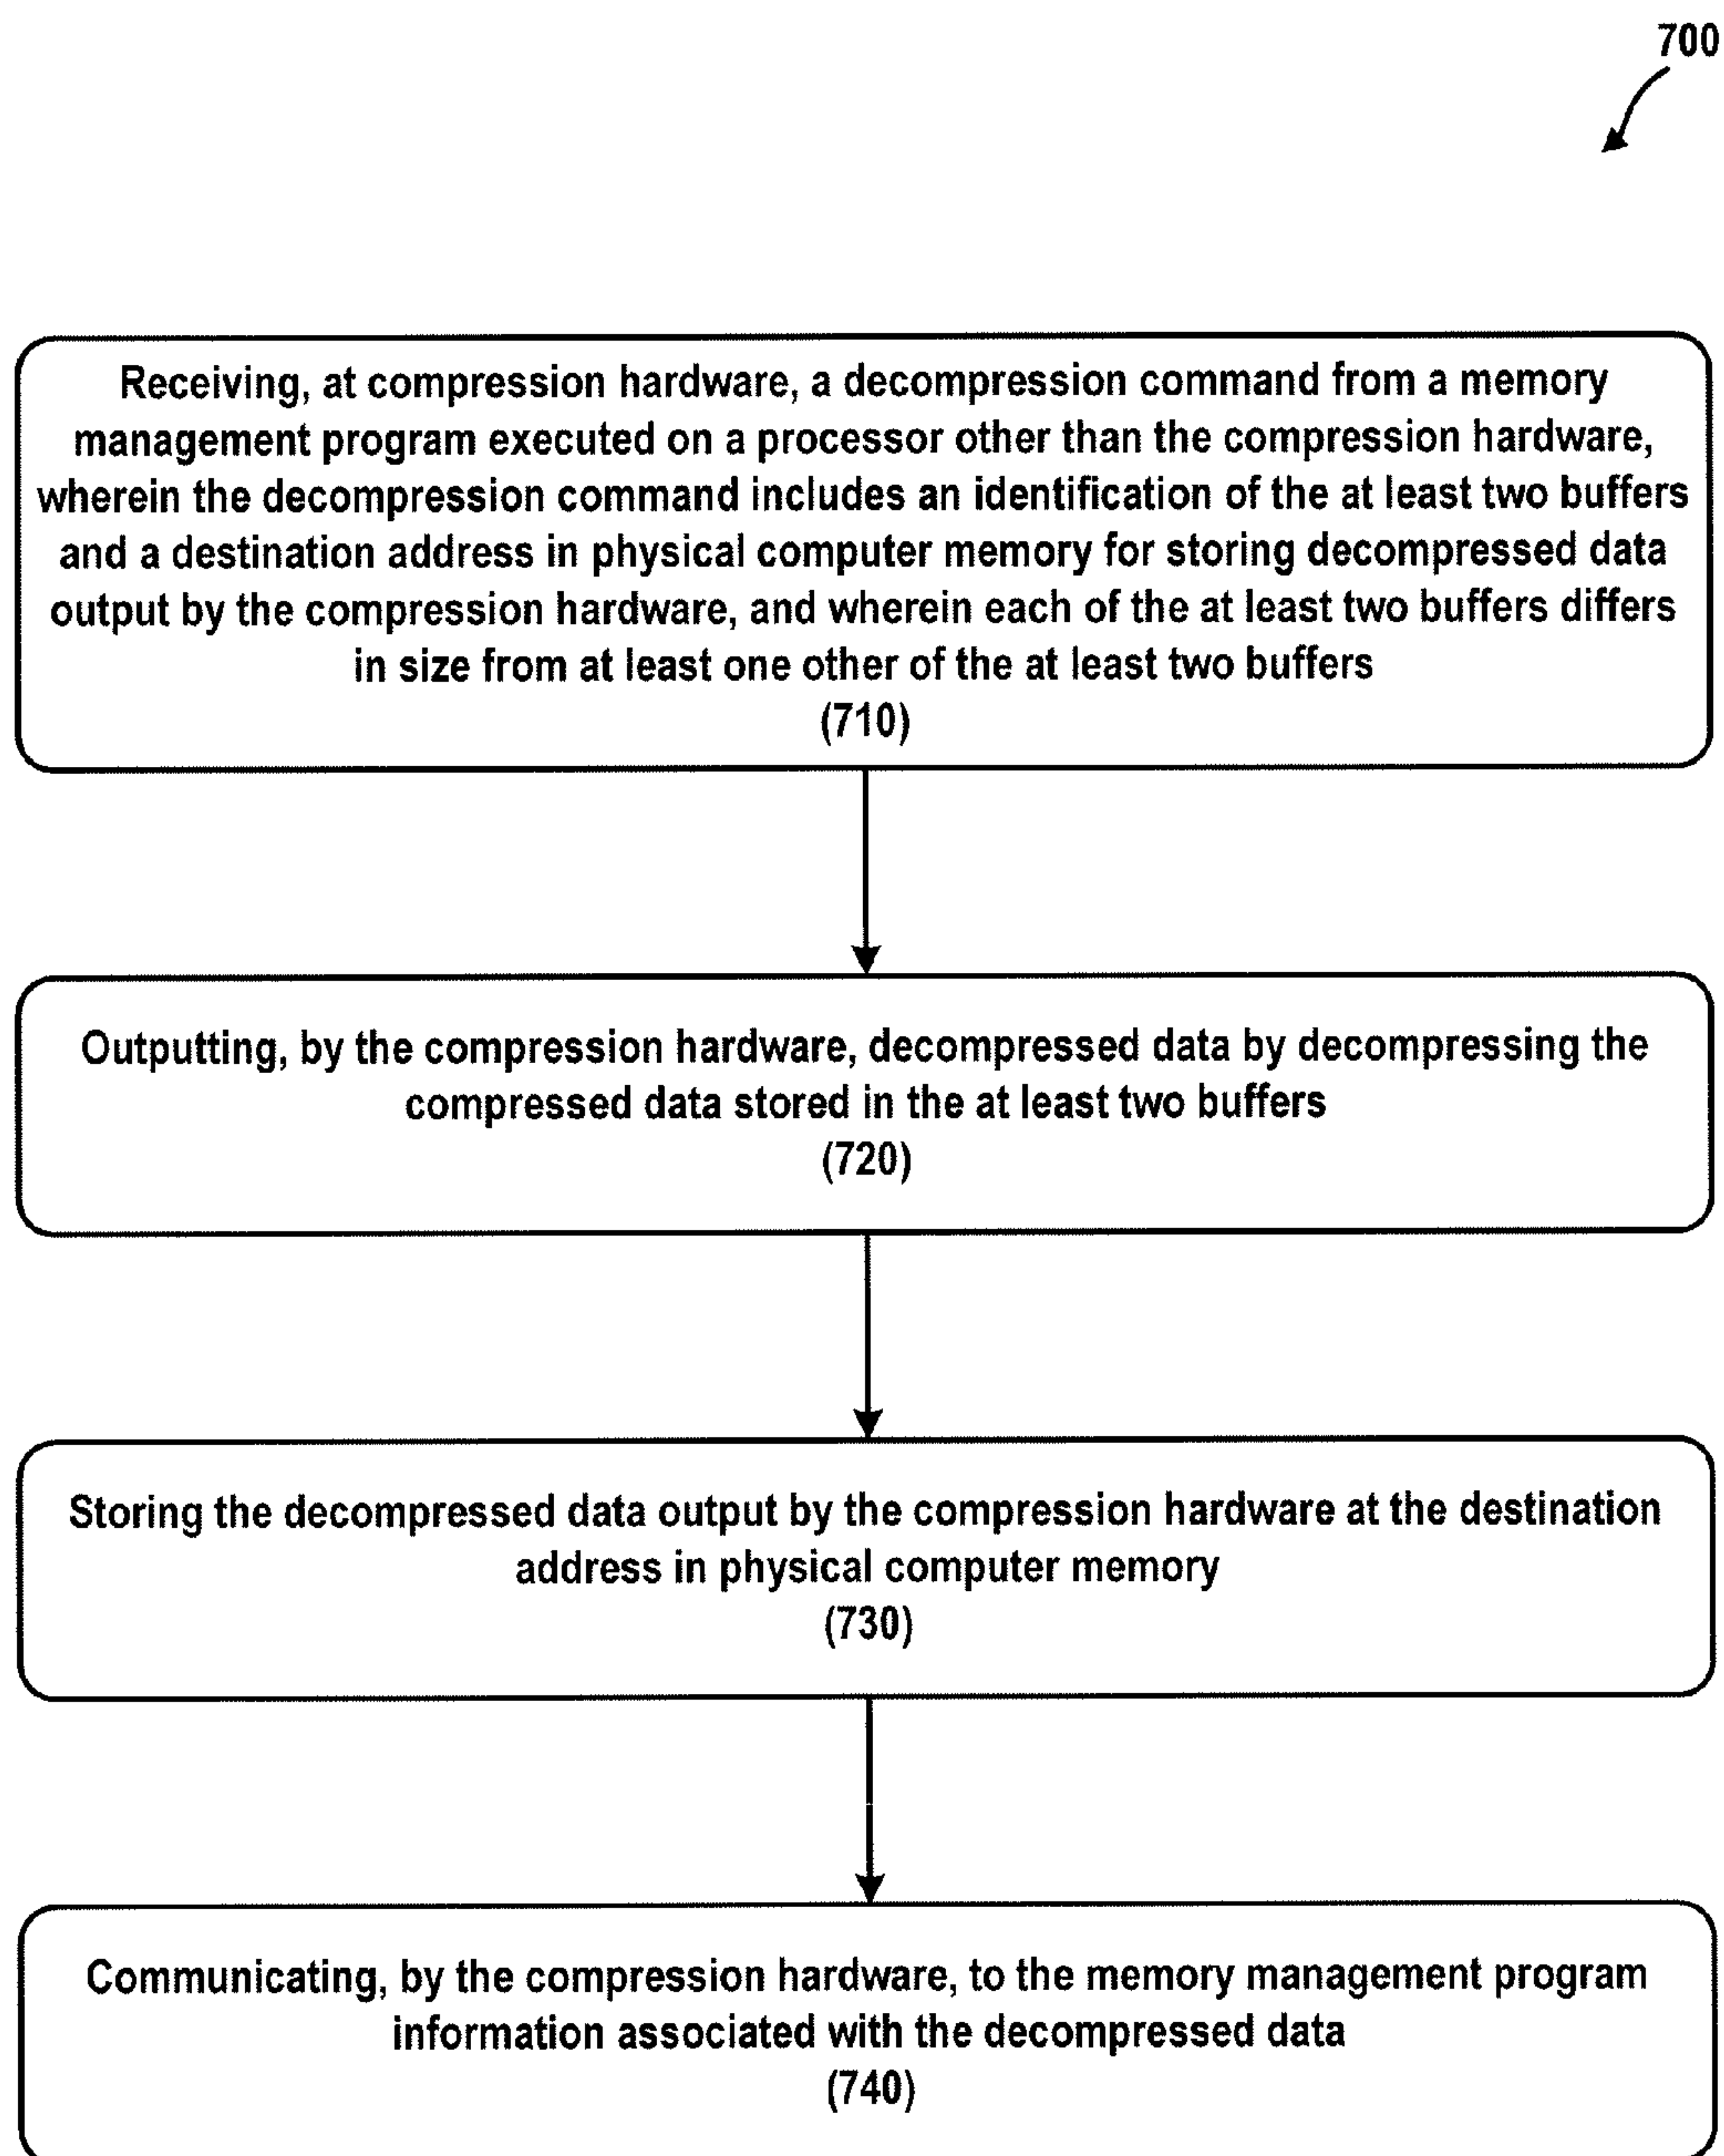 700
Receiving, at compression hardware, a decompression command from a memory
management program executed on a processor other than the compression hardware,
wherein the decompression command includes an identification of the at least two buffers
and a destination address in physical computer memory for storing decompressed data
output by the compression hardware, and wherein each of the at least two buffers differs
in size from at least one other of the at least two buffers
(710)
Outputting, by the compression hardware, decompressed data by decompressing the
compressed data stored in the at least two buffers
(720)
Storing the decompressed data output by the compression hardware at the destination
address in physical computer memory
(730)
Communicating, by the compression hardware, to the memory management program
information associated with the decompressed data
(740)